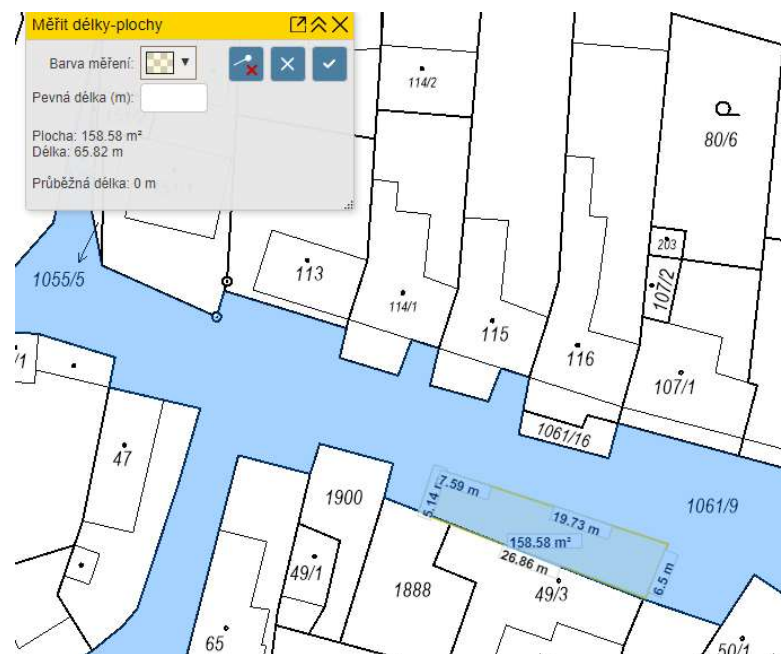 Měřit délky-plochy
Barva měření:
Pevná délka (m):
Plocha: 158.58 m²
Délka: 65.82 m
Průběžná délka: 0 m
114/2
80/6
203
107/2
1055/5
113
114/1
115
116
107/1
1061/16
47
1900
7.59 m
19.73 m
1061/9
158.58 m²
26.86 m
6.5 m
49/1
1888
49/3
65
50/1